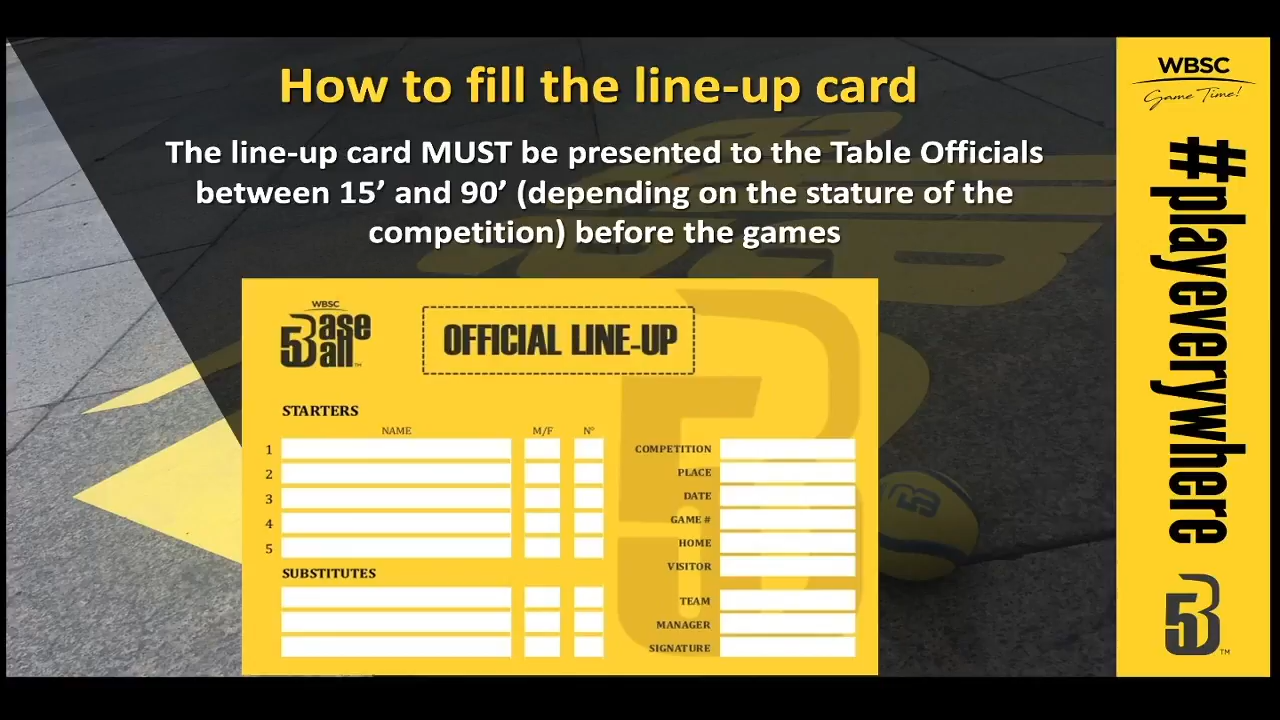 How to fill the line-up card
The line-up card MUST be presented to the Table Officials
between 15’ and 90’ (depending on the stature of the
competition) before the games
WBSC
Game Time!
#playeverywhere
5B™
WBSC
Baseball5™
OFFICIAL LINE-UP
STARTERS
NAME M/F N°
1
2
3
4
5
SUBSTITUTES
COMPETITION
PLACE
DATE
GAME #
HOME
VISITOR
TEAM
MANAGER
SIGNATURE